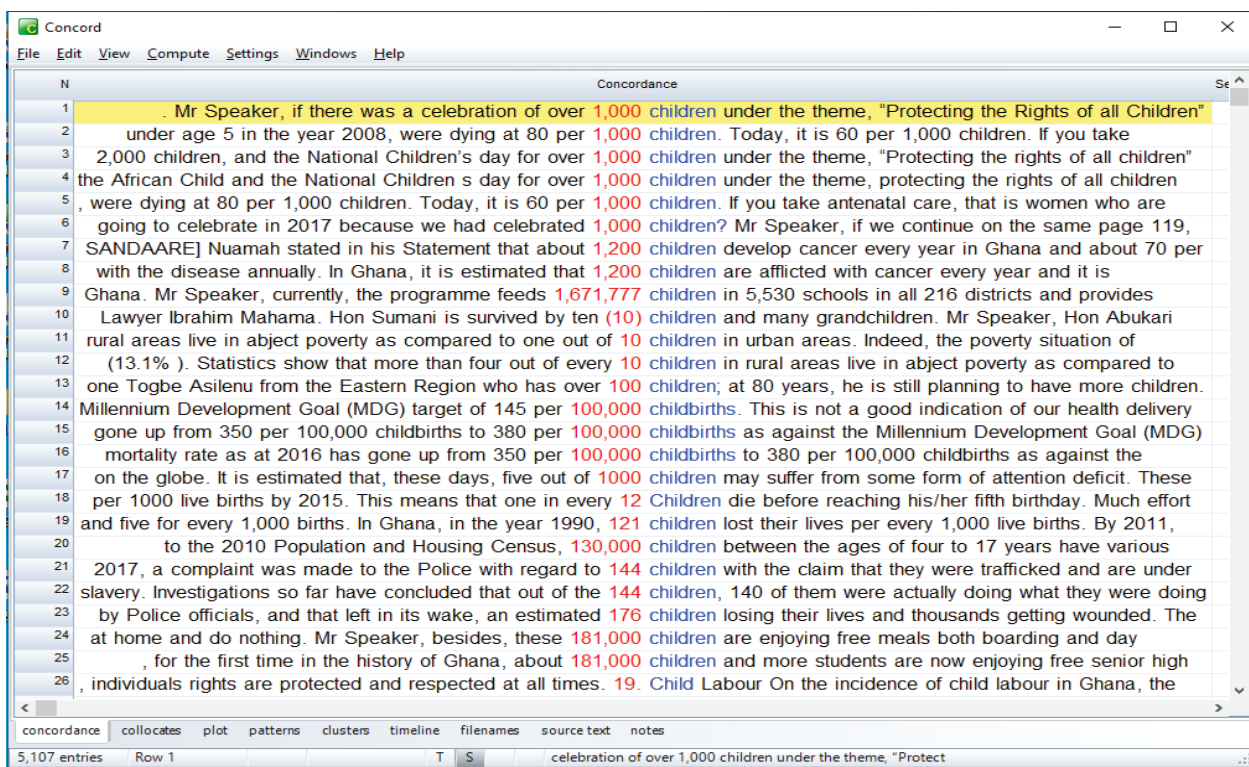 Concord
File Edit View Compute Settings Windows Help
N Concordance Se
1 . Mr Speaker, if there was a celebration of over 1,000 children under the theme, “Protecting the Rights of all Children”
2 under age 5 in the year 2008, were dying at 80 per 1,000 children. Today, it is 60 per 1,000 children. If you take
3 2,000 children, and the National Children’s day for over 1,000 children under the theme, “Protecting the rights of all children”
4 the African Child and the National Children s day for over 1,000 children under the theme, protecting the rights of all children
5 , were dying at 80 per 1,000 children. Today, it is 60 per 1,000 children. If you take antenatal care, that is women who are
6 going to celebrate in 2017 because we had celebrated 1,000 children? Mr Speaker, if we continue on the same page 119,
7 SANDAARE] Nuamah stated in his Statement that about 1,200 children develop cancer every year in Ghana and about 70 per
8 with the disease annually. In Ghana, it is estimated that 1,200 children are afflicted with cancer every year and it is
9 Ghana. Mr Speaker, currently, the programme feeds 1,671,777 children in 5,530 schools in all 216 districts and provides
10 Lawyer Ibrahim Mahama. Hon Sumani is survived by ten (10) children and many grandchildren. Mr Speaker, Hon Abukari
11 rural areas live in abject poverty as compared to one out of 10 children in urban areas. Indeed, the poverty situation of
12 (13.1% ). Statistics show that more than four out of every 10 children in rural areas live in abject poverty as compared to
13 one Togbe Asilenu from the Eastern Region who has over 100 children; at 80 years, he is still planning to have more children.
14 Millennium Development Goal (MDG) target of 145 per 100,000 childbirths. This is not a good indication of our health delivery
15 gone up from 350 per 100,000 childbirths to 380 per 100,000 childbirths as against the Millennium Development Goal (MDG)
16 mortality rate as at 2016 has gone up from 350 per 100,000 childbirths to 380 per 100,000 childbirths as against the
17 on the globe. It is estimated that, these days, five out of 1000 children may suffer from some form of attention deficit. These
18 per 1000 live births by 2015. This means that one in every 12 Children die before reaching his/her fifth birthday. Much effort
19 and five for every 1,000 births. In Ghana, in the year 1990, 121 children lost their lives per every 1,000 live births. By 2011,
20 to the 2010 Population and Housing Census, 130,000 children between the ages of four to 17 years have various
21 2017, a complaint was made to the Police with regard to 144 children with the claim that they were trafficked and are under
22 slavery. Investigations so far have concluded that out of the 144 children, 140 of them were actually doing what they were doing
23 by Police officials, and that left in its wake, an estimated 176 children losing their lives and thousands getting wounded. The
24 at home and do nothing. Mr Speaker, besides, these 181,000 children are enjoying free meals both boarding and day
25 , for the first time in the history of Ghana, about 181,000 children and more students are now enjoying free senior high
26 , individuals rights are protected and respected at all times. 19. Child Labour On the incidence of child labour in Ghana, the
concordance collocates plot patterns clusters timeline filenames source text notes
5,107 entries Row 1 T S celebration of over 1,000 children under the theme, “Protect